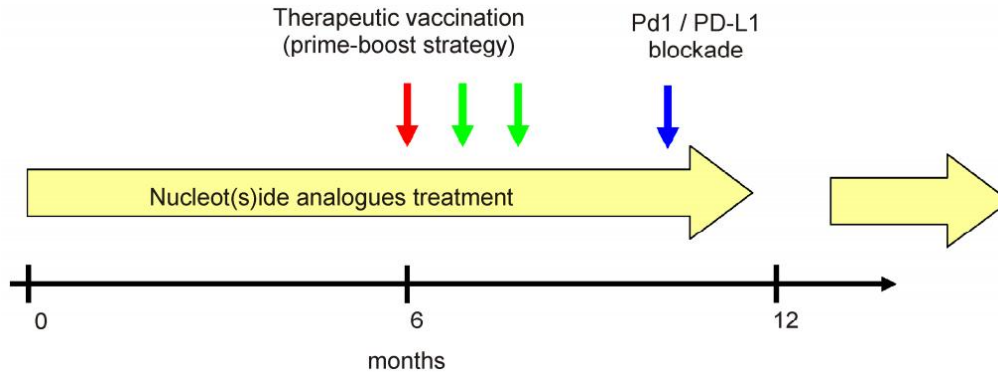 Therapeutic vaccination
(prime-boost strategy)
Pd1 / PD-L1
blockade
Nucleot(s)ide analogues treatment
0
6
12
months